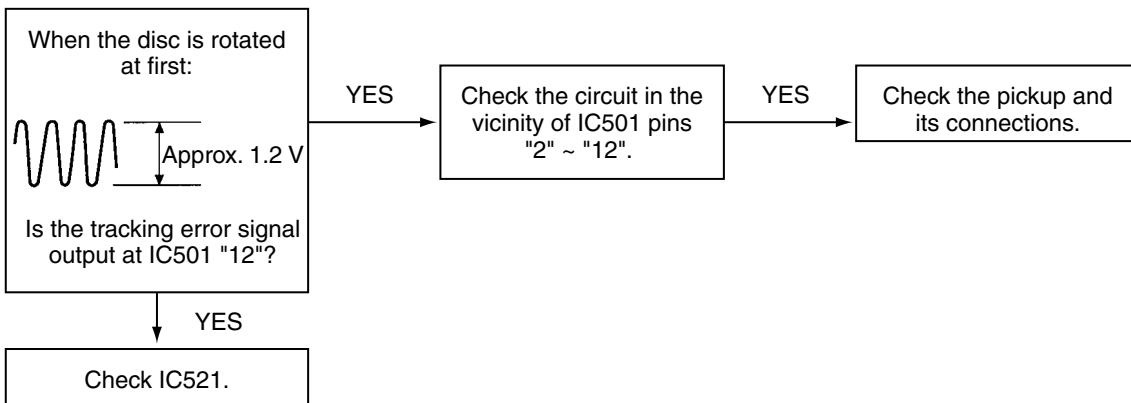 When the disc is rotated
at first:
Approx. 1.2 V
Is the tracking error signal
output at IC501 "12"?
YES
Check the circuit in the
vicinity of IC501 pins
"2" ~ "12".
YES
Check the pickup and
its connections.
YES
Check IC521.